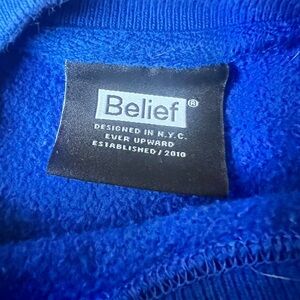 Belief®
DESIGNED IN N.Y.C.
EVER UPWARD
ESTABLISHED / 2010